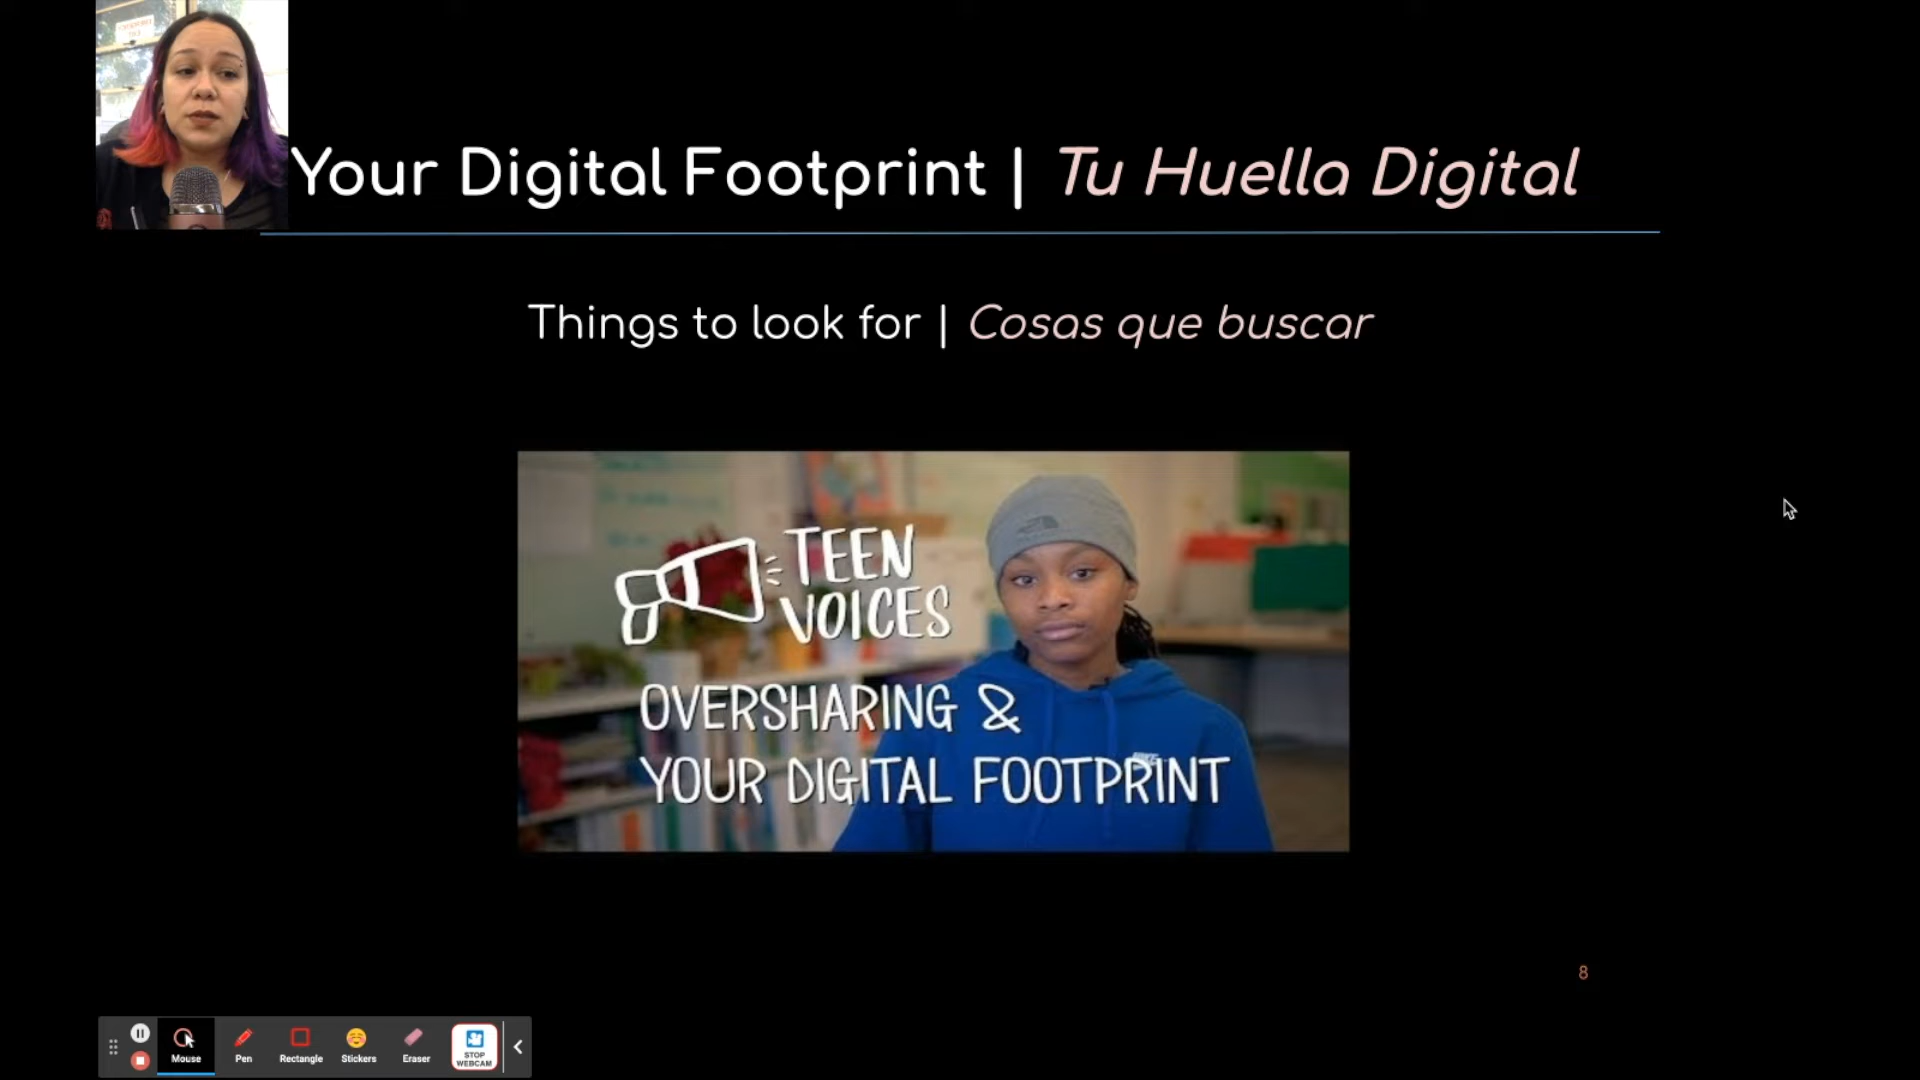 Your Digital Footprint | Tu Huella Digital
Things to look for | Cosas que buscar
TEEN
VOICES
OVERSHARING &
YOUR DIGITAL FOOTPRINT
8
Mouse
Pen
Rectangle
Stickers
Eraser
STOP
WEBCAM